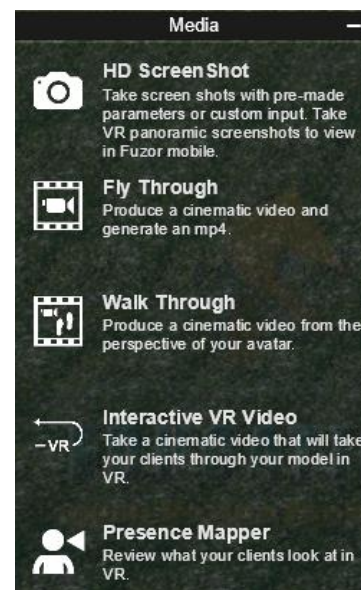 Media
HD ScreenShot
Take screen shots with pre-made
parameters or custom input. Take
VR panoramic screenshots to view
in Fuzor mobile.
Fly Through
Produce a cinematic video and
generate an mp4.
Walk Through
Produce a cinematic video from the
perspective of your avatar.
Interactive VR Video
–VR
Take a cinematic video that will take
your clients through your model in
VR.
Presence Mapper
Review what your clients look at in
VR.